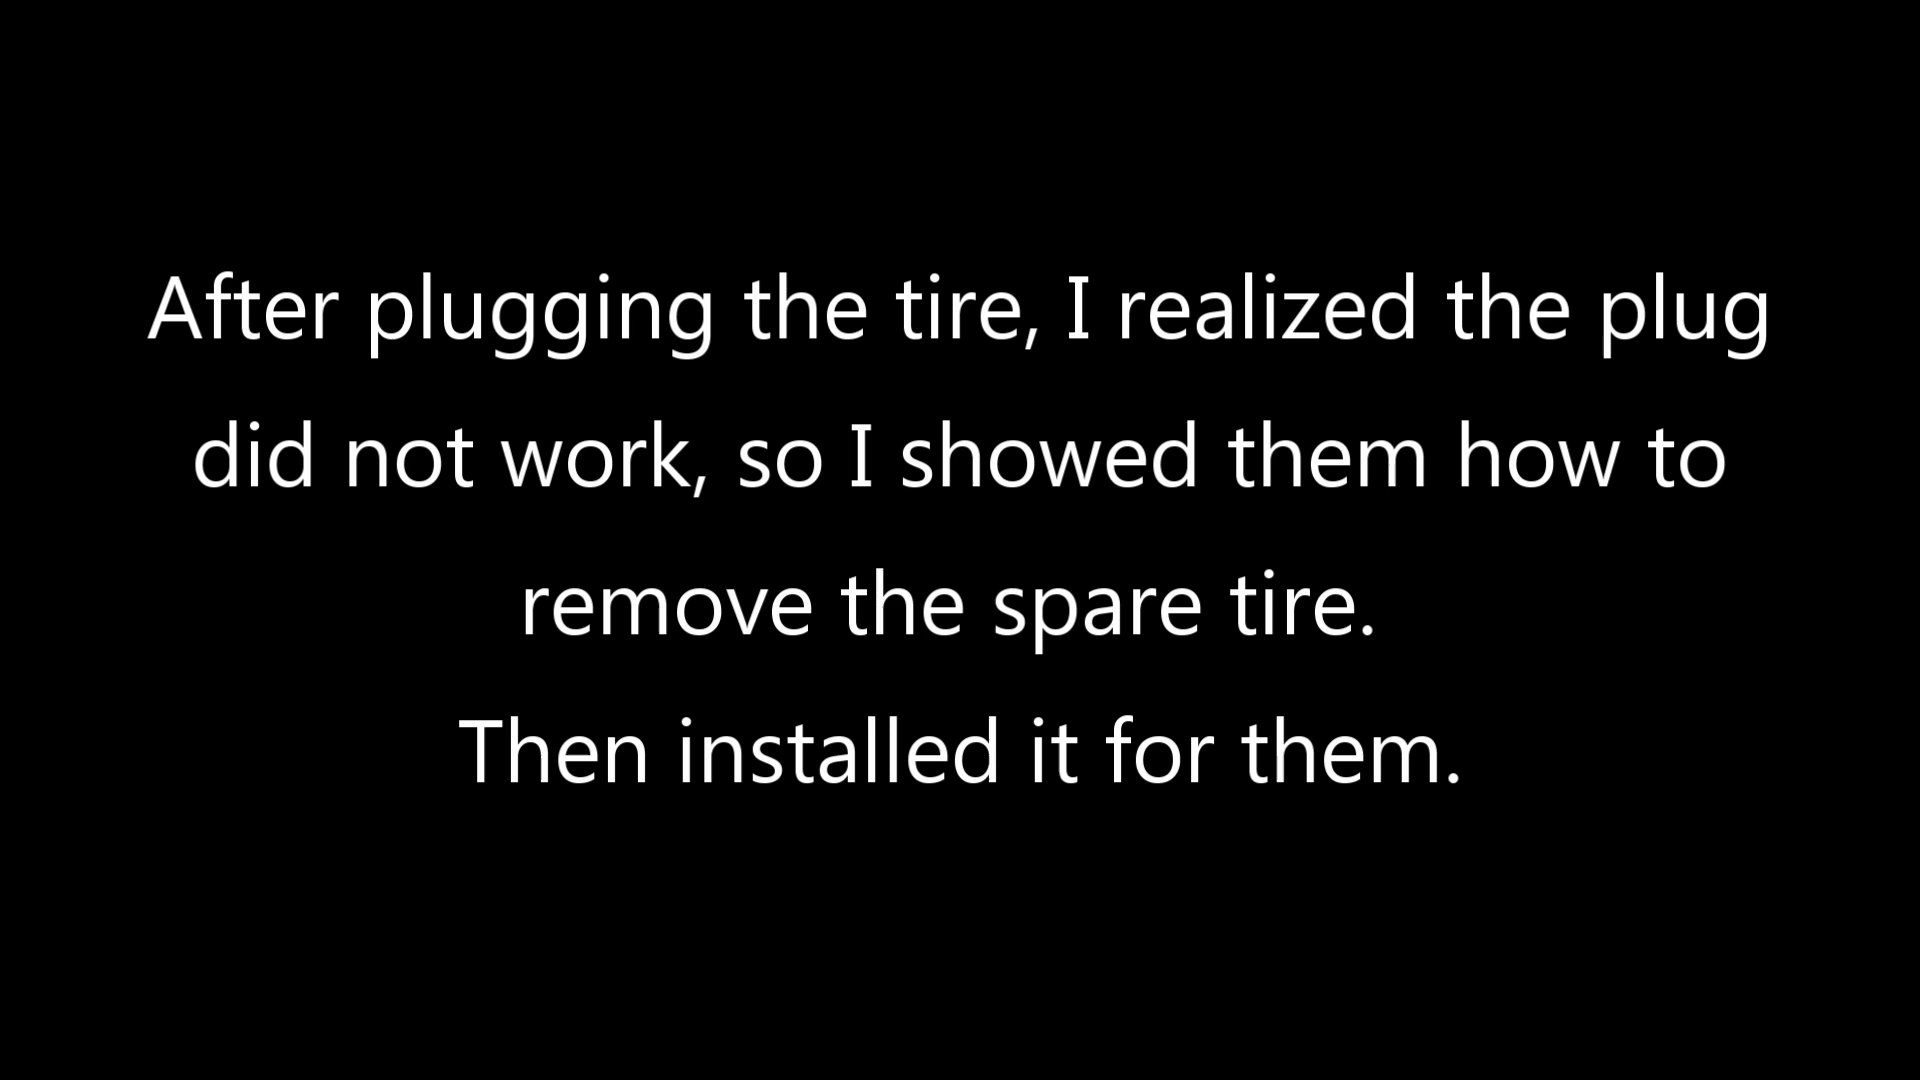 After plugging the tire, I realized the plug
did not work, so I showed them how to
remove the spare tire.
Then installed it for them.